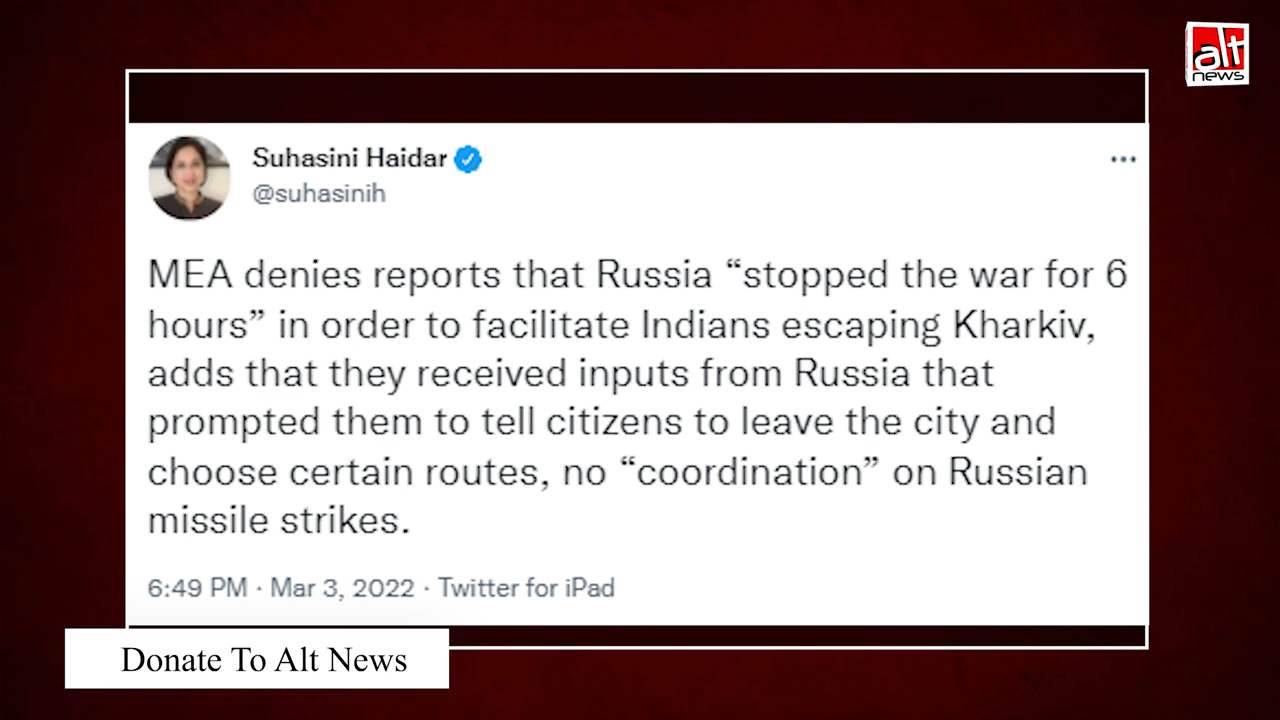 alt
news
Suhasini Haidar
@suhasinih
MEA denies reports that Russia “stopped the war for 6
hours” in order to facilitate Indians escaping Kharkiv,
adds that they received inputs from Russia that
prompted them to tell citizens to leave the city and
choose certain routes, no “coordination” on Russian
missile strikes.
6:49 PM · Mar 3, 2022 · Twitter for iPad
Donate To Alt News